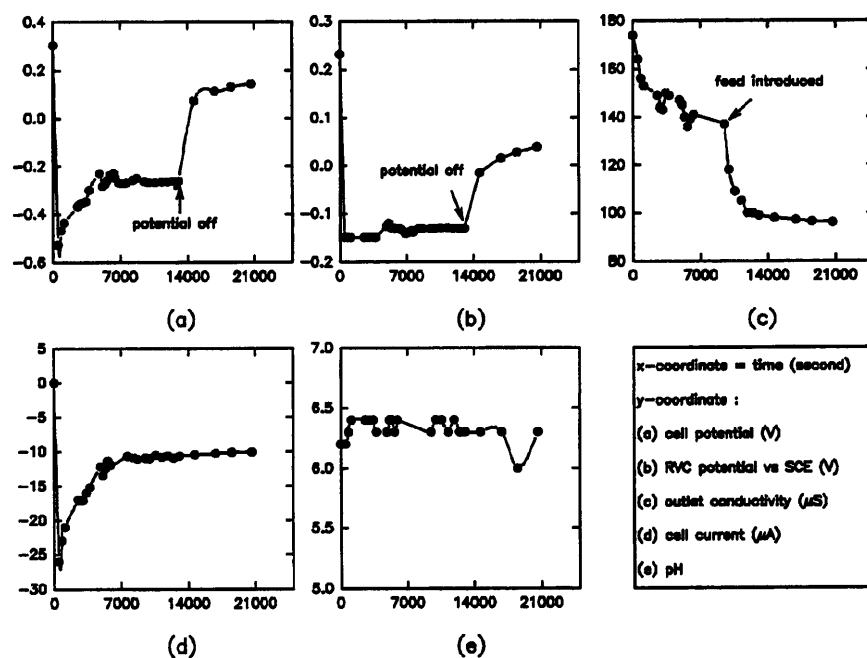 0.4
0.2
0.0
-0.2
-0.4
-0.6
0 7000 14000 21000
potential off
(a)
0.3
0.2
0.1
0.0
-0.1
-0.2
0 7000 14000 21000
potential off
(b)
180
160
140
120
100
80
0 7000 14000 21000
feed introduced
(c)
5
0
-5
-10
-15
-20
-25
-30
0 7000 14000 21000
(d)
7.0
6.5
6.0
5.5
5.0
0 7000 14000 21000
(e)
x-coordinate = time (second)
y-coordinate :
(a) cell potential (V)
(b) RVC potential vs SCE (V)
(c) outlet conductivity (μS)
(d) cell current (μA)
(e) pH